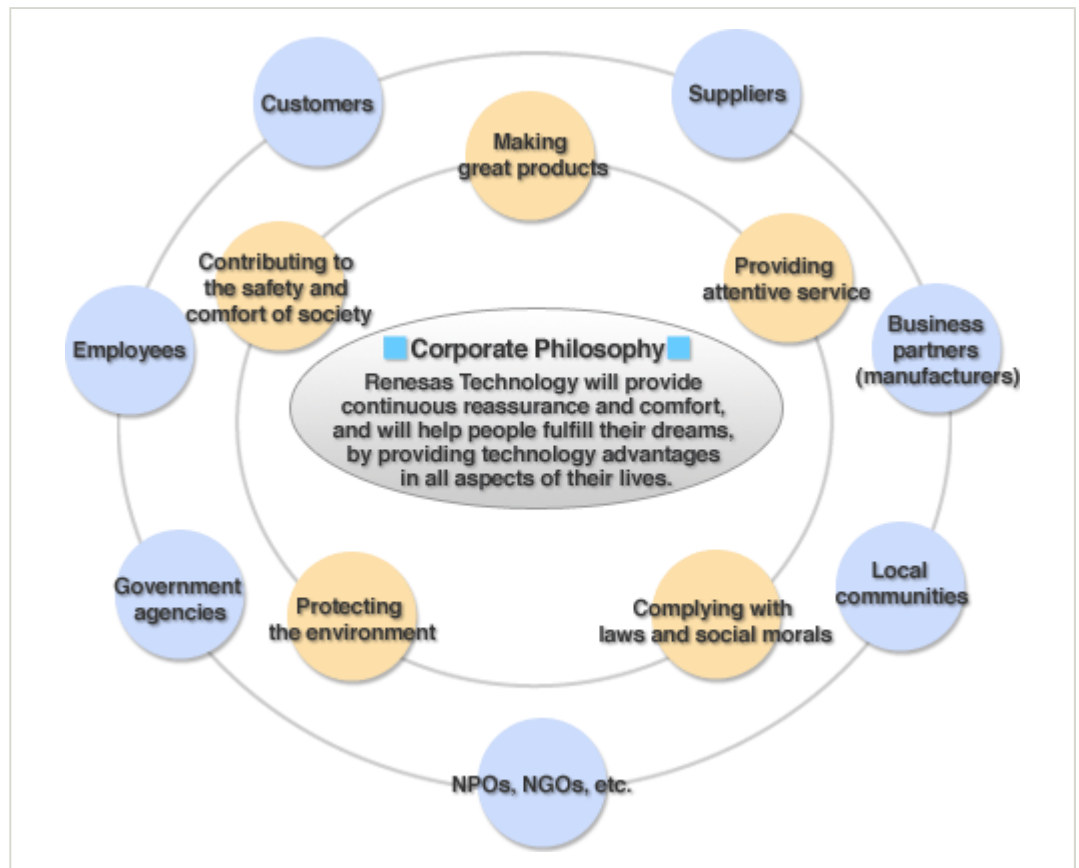 Customers
Suppliers
Making
great products
Contributing to
the safety and
comfort of society
Providing
attentive service
Employees
Business
partners
(manufacturers)
Corporate Philosophy
Renesas Technology will provide
continuous reassurance and comfort,
and will help people fulfill their dreams,
by providing technology advantages
in all aspects of their lives.
Government
agencies
Protecting
the environment
Complying with
laws and social morals
Local
communities
NPOs, NGOs, etc.